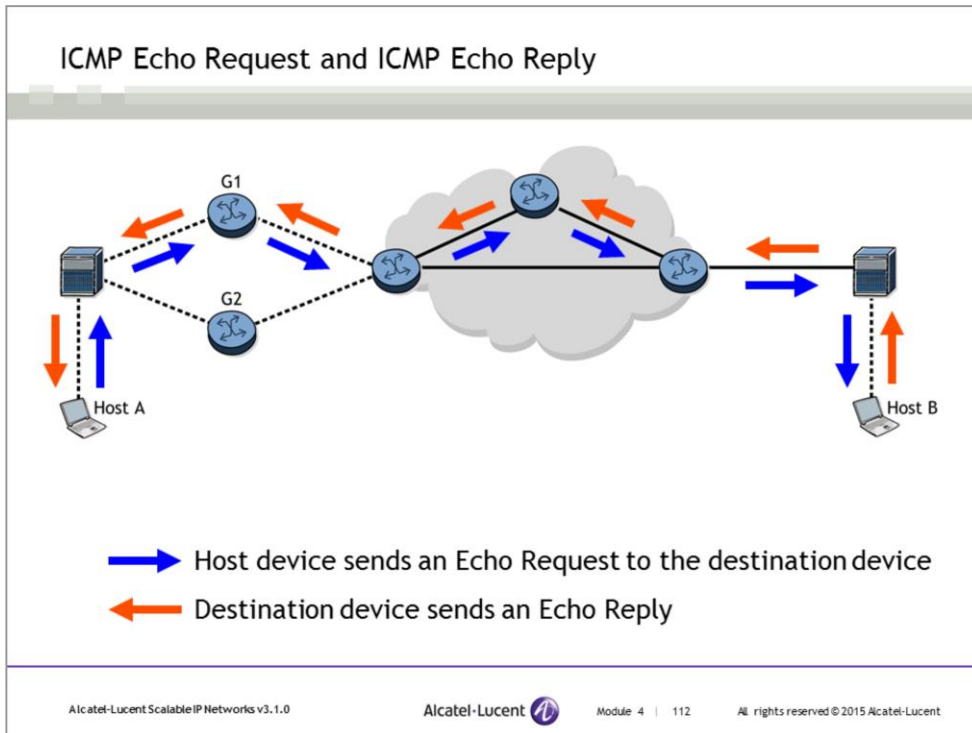 ICMP Echo Request and ICMP Echo Reply
G1
G2
Host A
Host B
Host device sends an Echo Request to the destination device
Destination device sends an Echo Reply
Alcatel-Lucent Scalable IP Networks v3.1.0
Alcatel·Lucent
Module 4 | 112
All rights reserved © 2015 Alcatel-Lucent